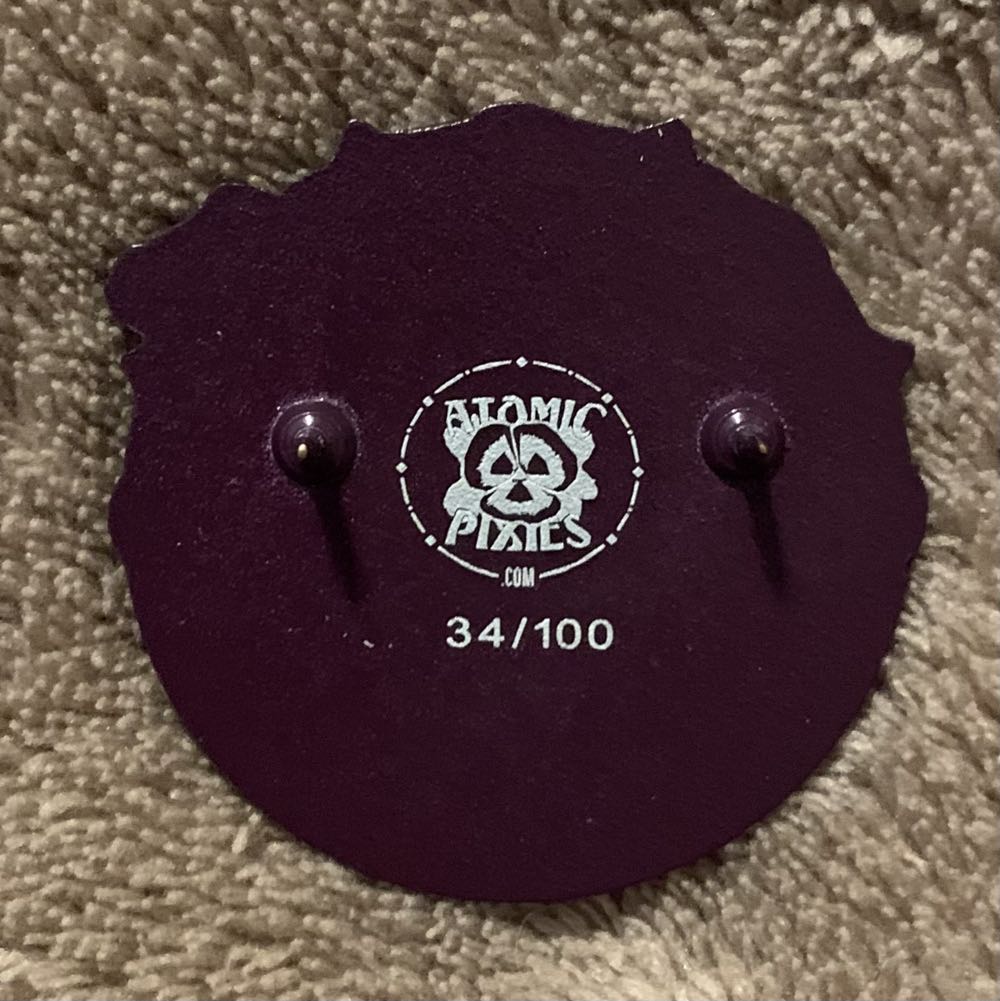 ATOMIC
PIXIES
.COM
34/100